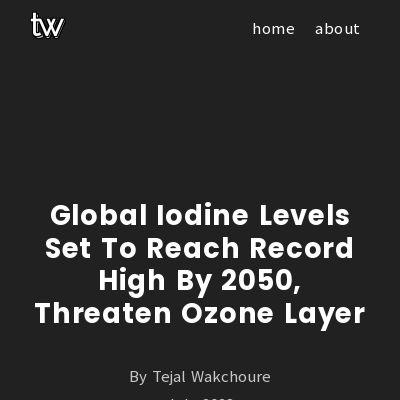 tw
home about
Global Iodine Levels
Set To Reach Record
High By 2050,
Threaten Ozone Layer
By Tejal Wakchoure